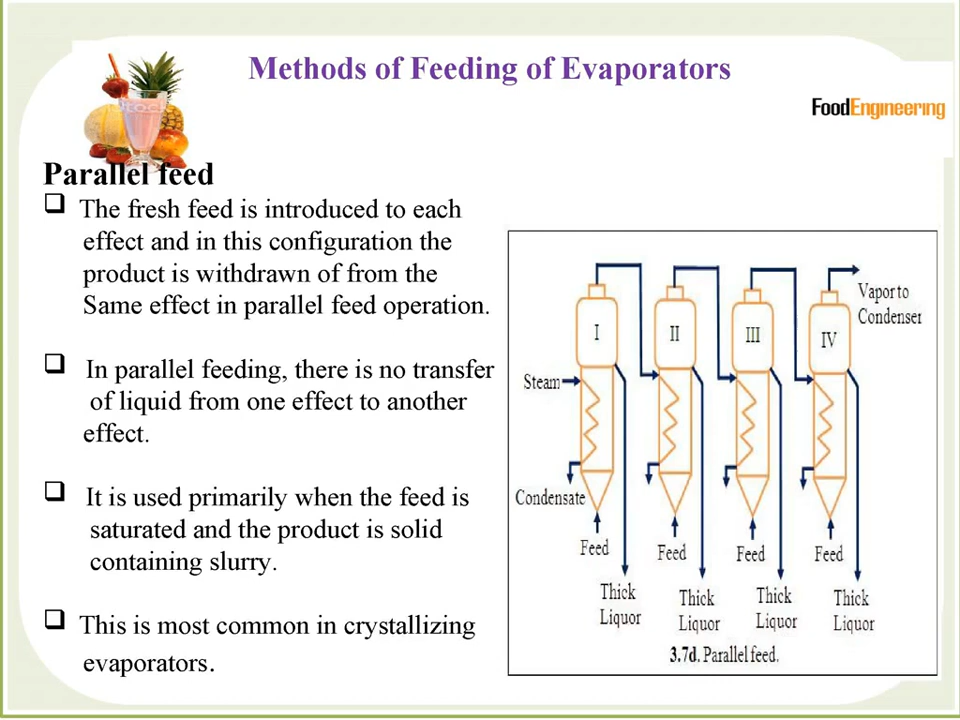 Methods of Feeding of Evaporators
FoodEngineering
Parallel feed
❑ The fresh feed is introduced to each
effect and in this configuration the
product is withdrawn of from the
Same effect in parallel feed operation.
❑ In parallel feeding, there is no transfer
of liquid from one effect to another
effect.
❑ It is used primarily when the feed is
saturated and the product is solid
containing slurry.
❑ This is most common in crystallizing
evaporators.
I
II
III
IV
Vapor to
Condenser
Steam
Condensate
Feed
Feed
Feed
Feed
Thick
Liquor
Thick
Liquor
Thick
Liquor
Thick
Liquor
3.7d. Parallel feed.